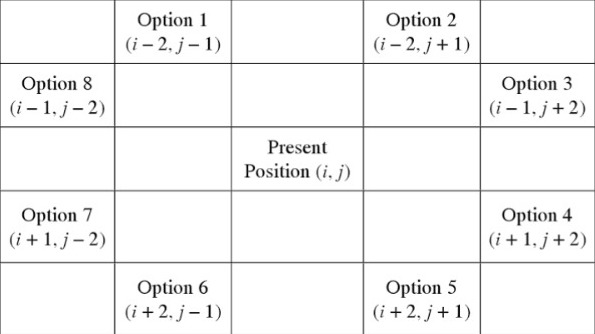 Option 1
(i – 2, j – 1)
Option 2
(i – 2, j + 1)
Option 8
(i – 1, j – 2)
Option 3
(i – 1, j + 2)
Present
Position (i, j)
Option 7
(i + 1, j – 2)
Option 4
(i + 1, j + 2)
Option 6
(i + 2, j – 1)
Option 5
(i + 2, j + 1)